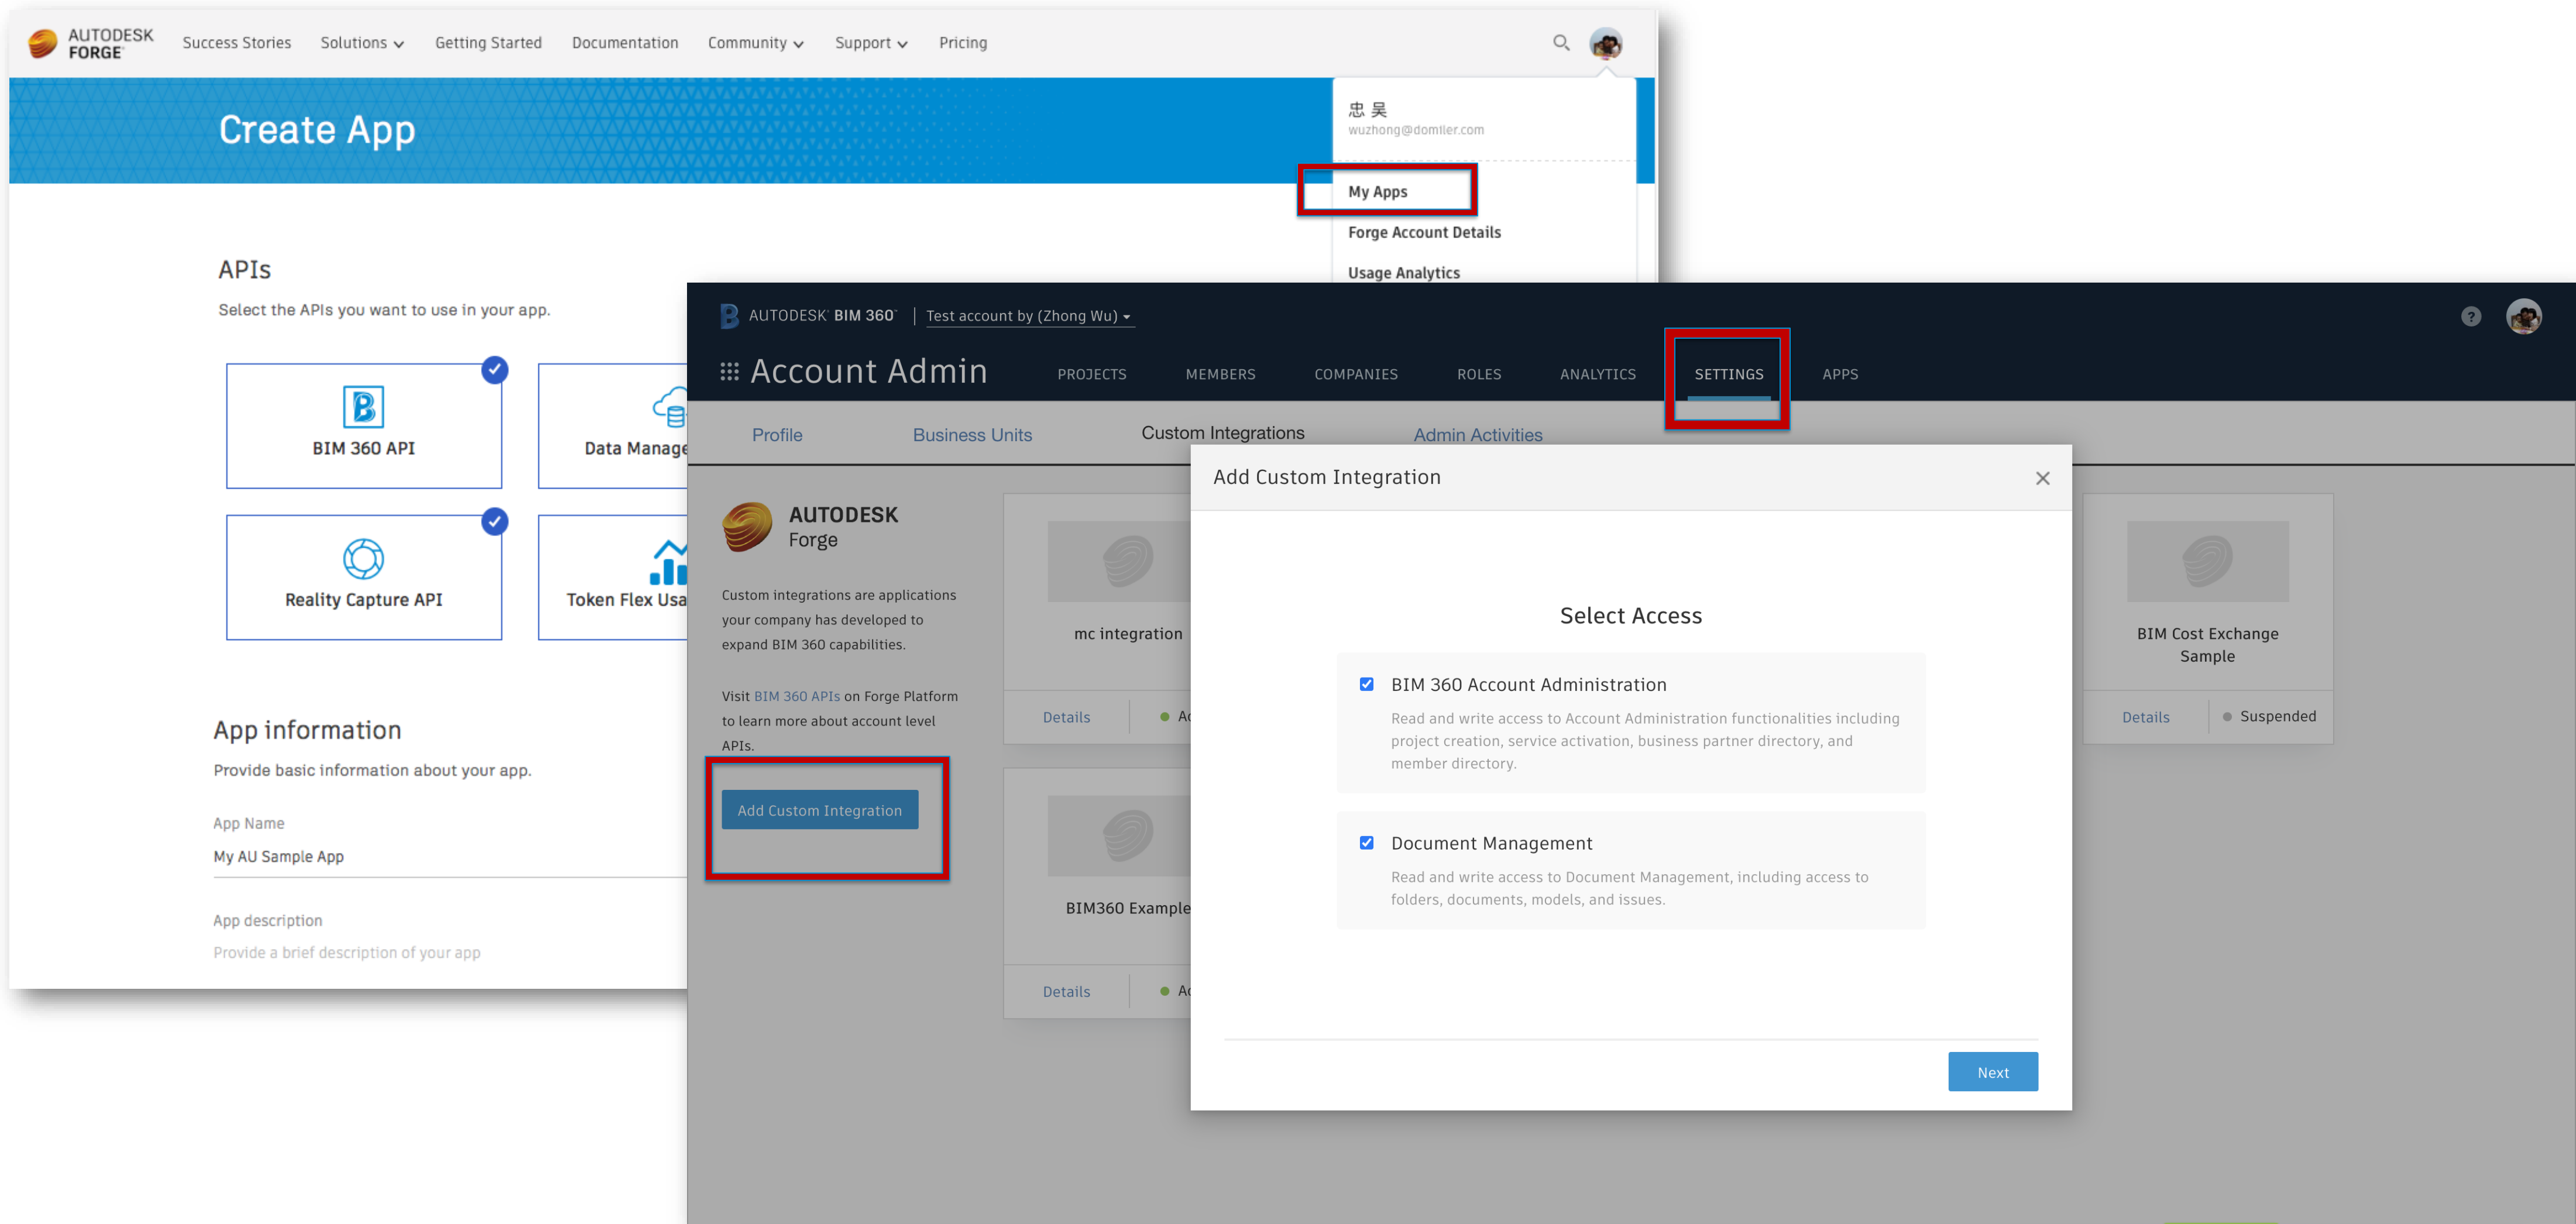 AUTODESK
FORGE
Success Stories
Solutions
Getting Started
Documentation
Community
Support
Pricing
忠 吴
wuzhong@domiler.com
My Apps
Forge Account Details
Usage Analytics
Create App
APIs
Select the APIs you want to use in your app.
BIM 360 API
Data Manage
Reality Capture API
Token Flex Usa
App information
Provide basic information about your app.
App Name
My AU Sample App
App description
Provide a brief description of your app
AUTODESK BIM 360
Test account by (Zhong Wu)
Account Admin
PROJECTS
MEMBERS
COMPANIES
ROLES
ANALYTICS
SETTINGS
APPS
Profile
Business Units
Custom Integrations
Admin Activities
AUTODESK
Forge
Custom integrations are applications
your company has developed to
expand BIM 360 capabilities.
Visit BIM 360 APIs on Forge Platform
to learn more about account level
APIs.
Add Custom Integration
mc integration
Details
BIM360 Example
Details
BIM Cost Exchange
Sample
Details
Suspended
Add Custom Integration
Select Access
BIM 360 Account Administration
Read and write access to Account Administration functionalities including
project creation, service activation, business partner directory, and
member directory.
Document Management
Read and write access to Document Management, including access to
folders, documents, models, and issues.
Next